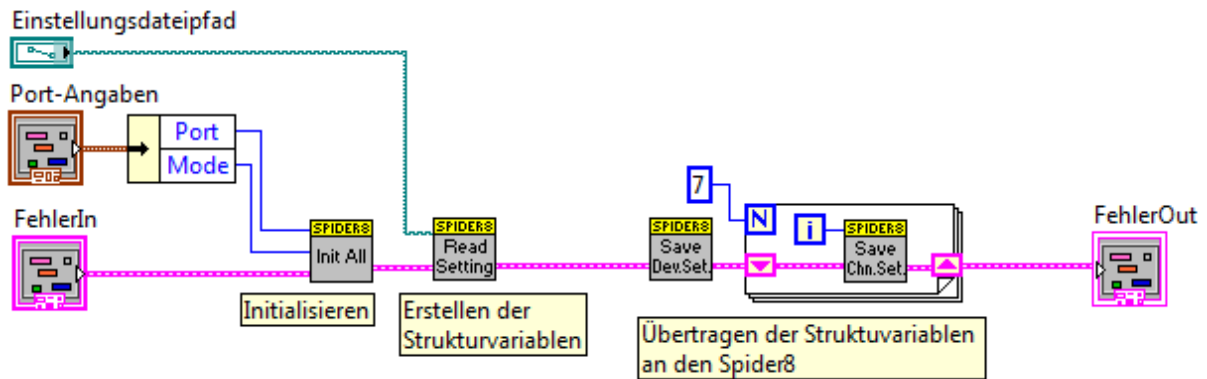 Einstellungsdateipfad
Port-Angaben
Port
Mode
FehlerIn
SPIDER8
Init All
Initialisieren
SPIDER8
Read
Setting
Erstellen der
Strukturvariablen
SPIDER8
Save
Dev.Set.
7
N
i
SPIDER8
Save
Chn.Set.
Übertragen der Struktuvariablen
an den Spider8
FehlerOut